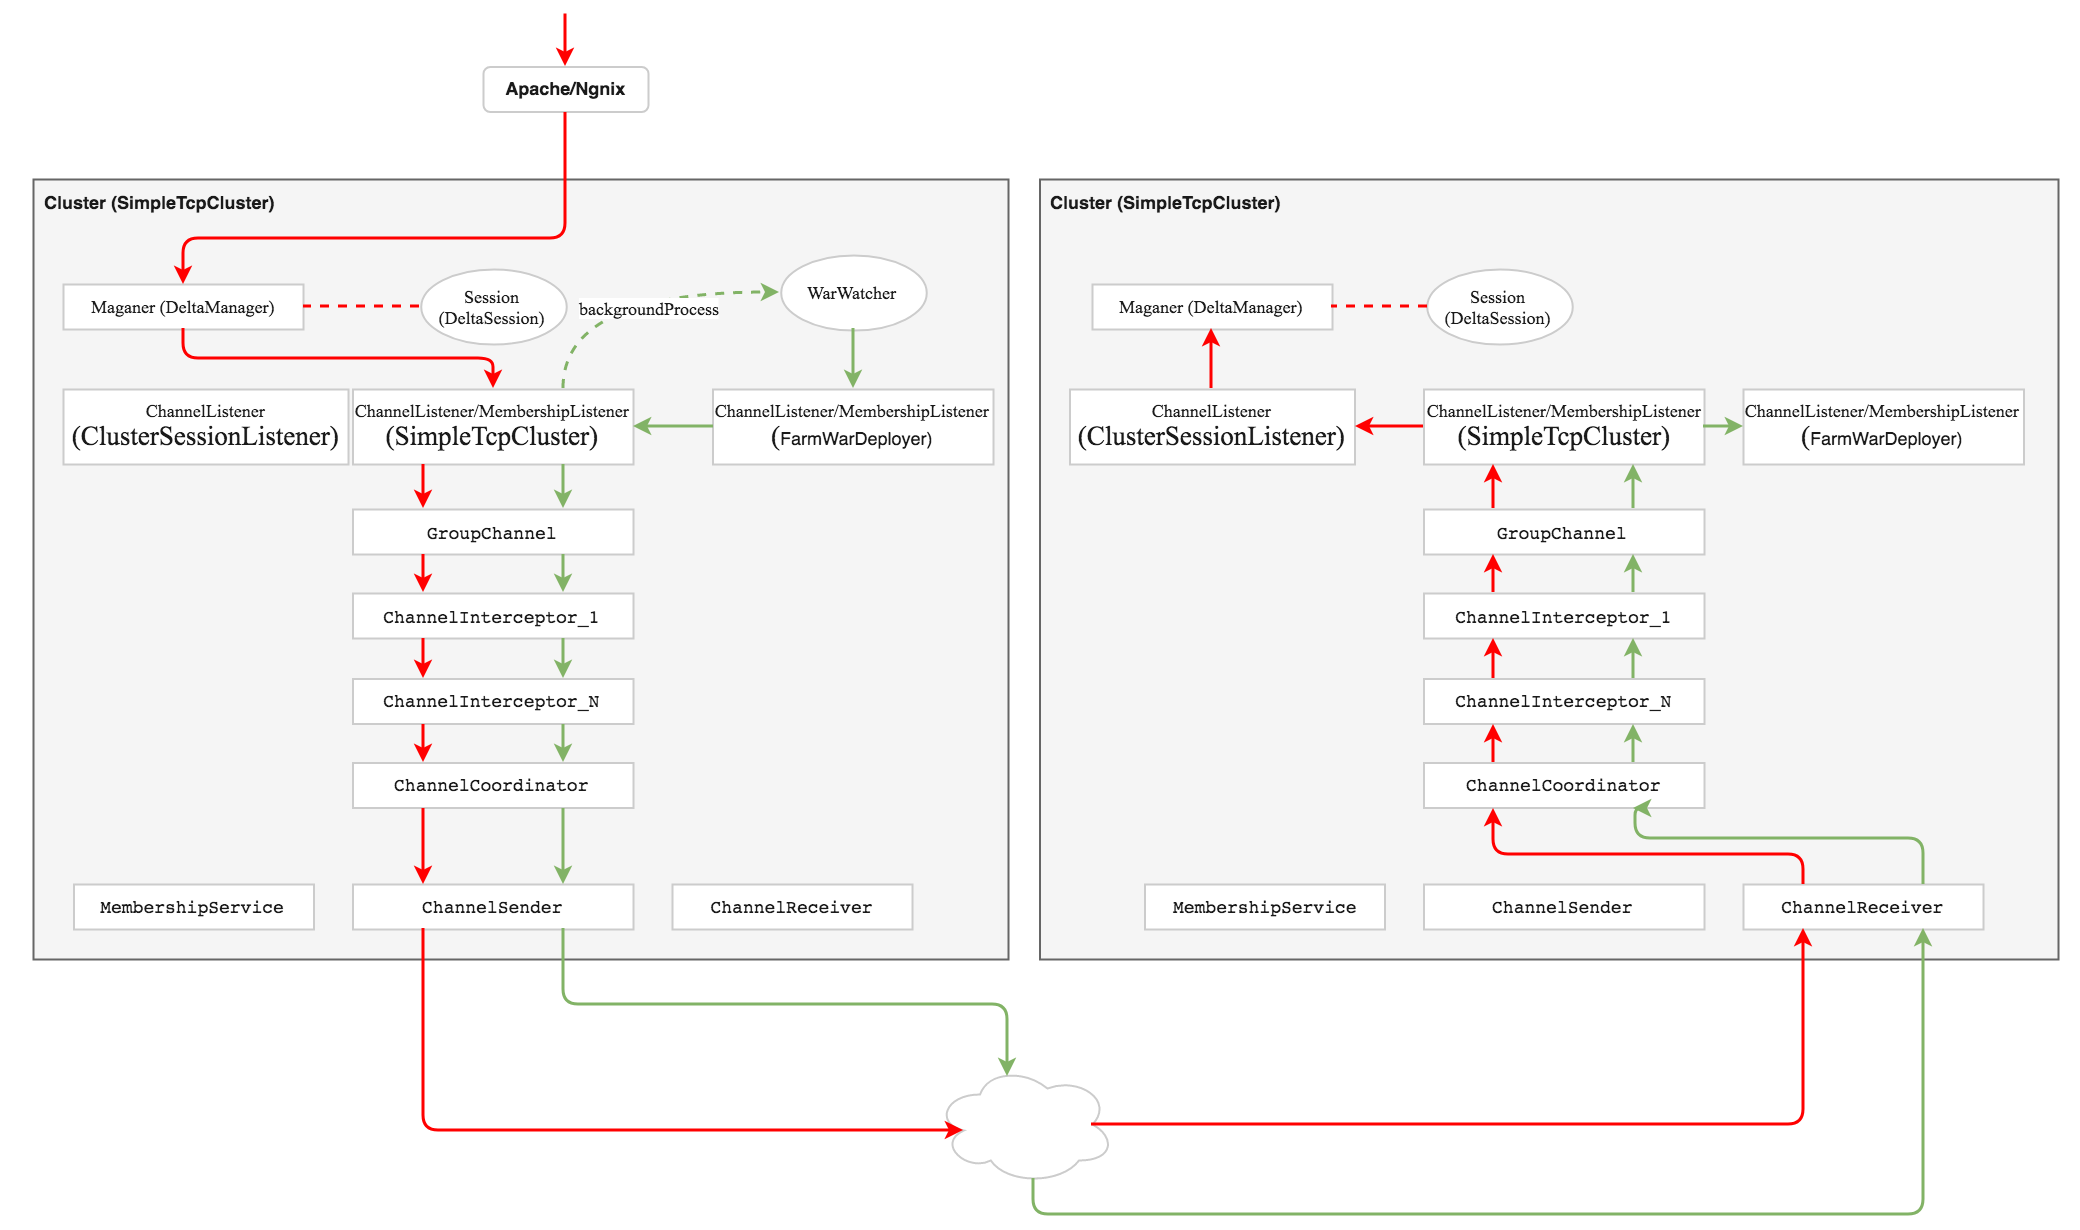 Apache/Ngnix
Cluster (SimpleTcpCluster)
Maganer (DeltaManager)
Session
(DeltaSession)
backgroundProcess
WarWatcher
ChannelListener
(ClusterSessionListener)
ChannelListener/MembershipListener
(SimpleTcpCluster)
ChannelListener/MembershipListener
(FarmWarDeployer)
GroupChannel
ChannelInterceptor_1
ChannelInterceptor_N
ChannelCoordinator
MembershipService
ChannelSender
ChannelReceiver
Cluster (SimpleTcpCluster)
Maganer (DeltaManager)
Session
(DeltaSession)
ChannelListener
(ClusterSessionListener)
ChannelListener/MembershipListener
(SimpleTcpCluster)
ChannelListener/MembershipListener
(FarmWarDeployer)
GroupChannel
ChannelInterceptor_1
ChannelInterceptor_N
ChannelCoordinator
MembershipService
ChannelSender
ChannelReceiver